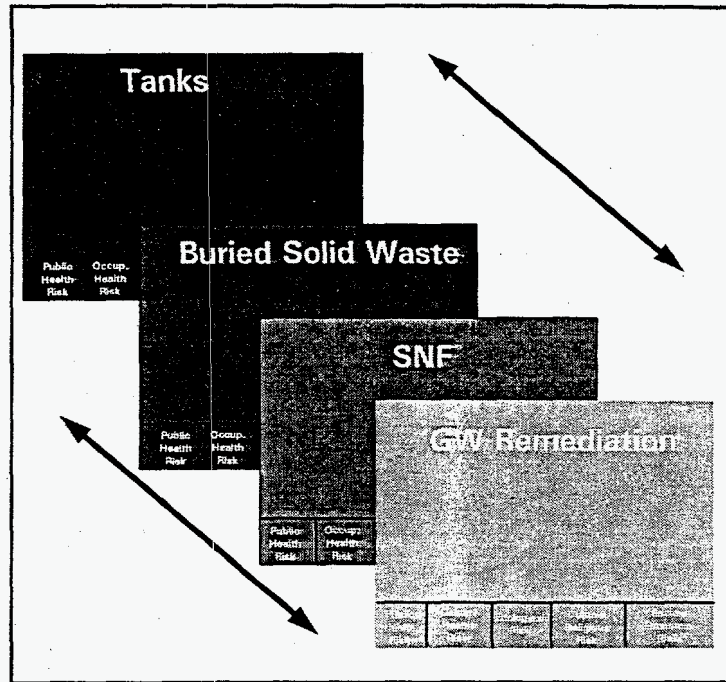 Tanks
Public Occup.
Health Health
Risk Risk
Buried Solid Waste
Public Occup.
Health Health
Risk Risk
SNF
Public Occup.
Health Health
Risk Risk
GW Remediation